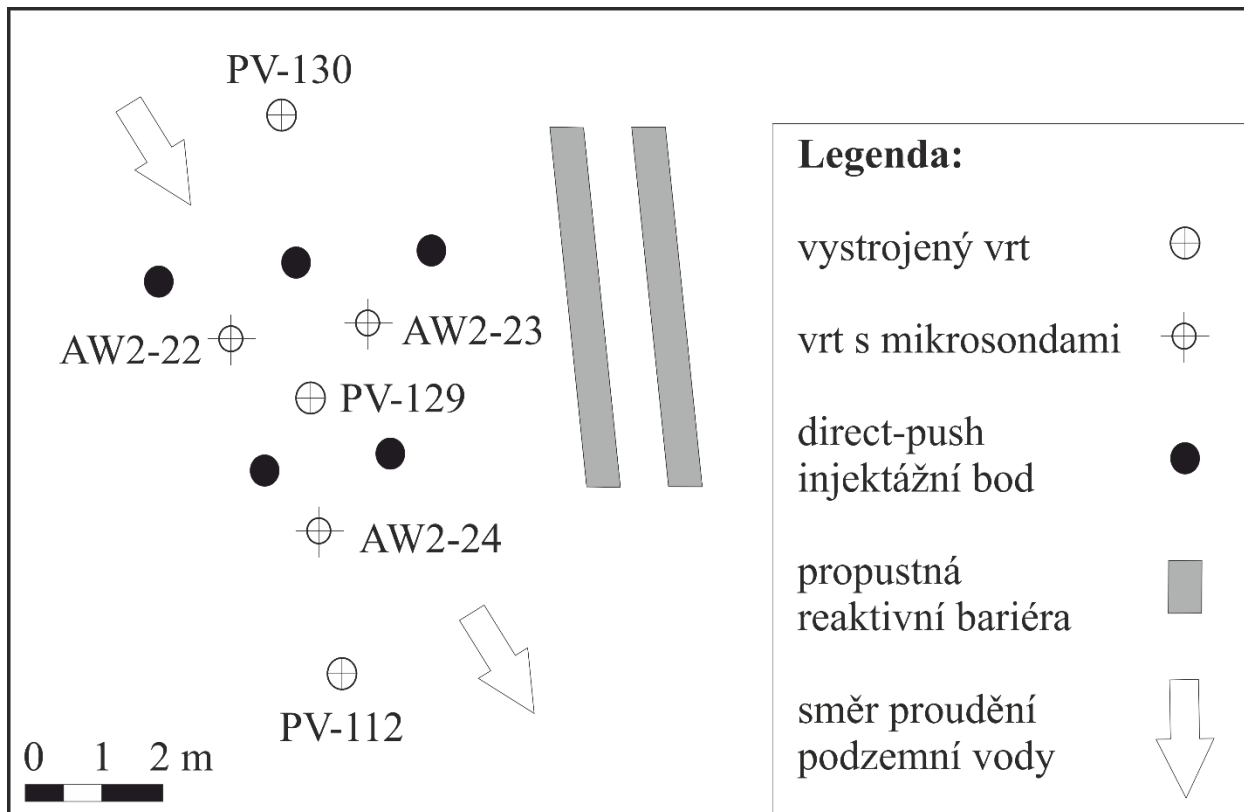 PV-130
AW2-22
AW2-23
PV-129
AW2-24
PV-112
0 1 2 m
Legenda:
vystrojený vrt
vrt s mikrosondami
direct-push
injektážní bod
propustná
reaktivní bariéra
směr proudění
podzemní vody